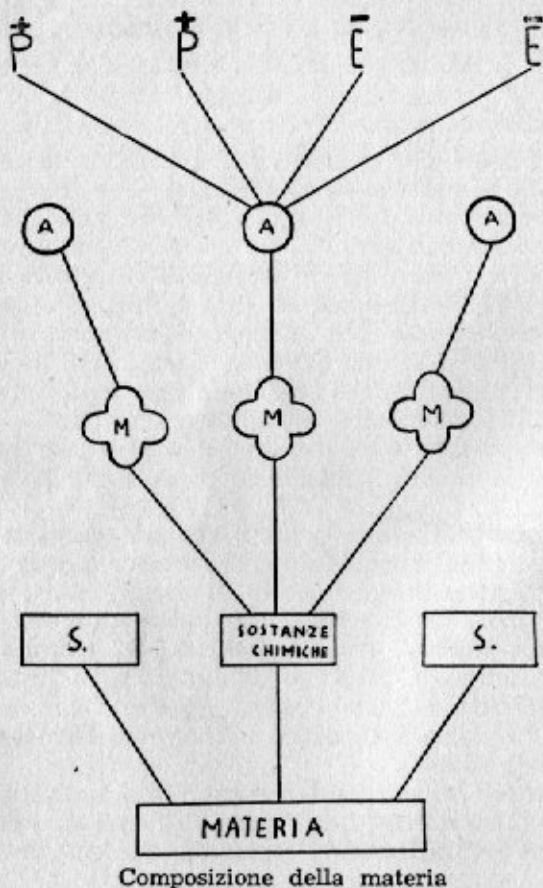 + + - -
P P E E
A A A
M M M
S. SOSTANZE CHIMICHE S.
MATERIA
Composizione della materia